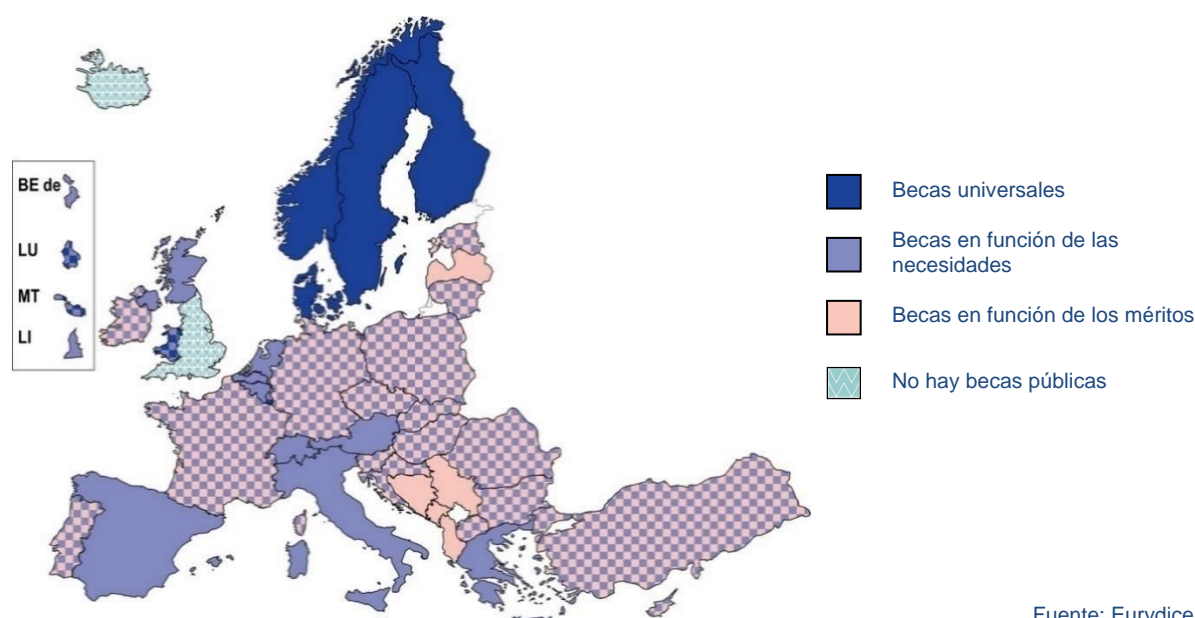 BE de
LU
MT
LI
Becas universales
Becas en función de las
necesidades
Becas en función de los méritos
No hay becas públicas
Fuente: Eurydice